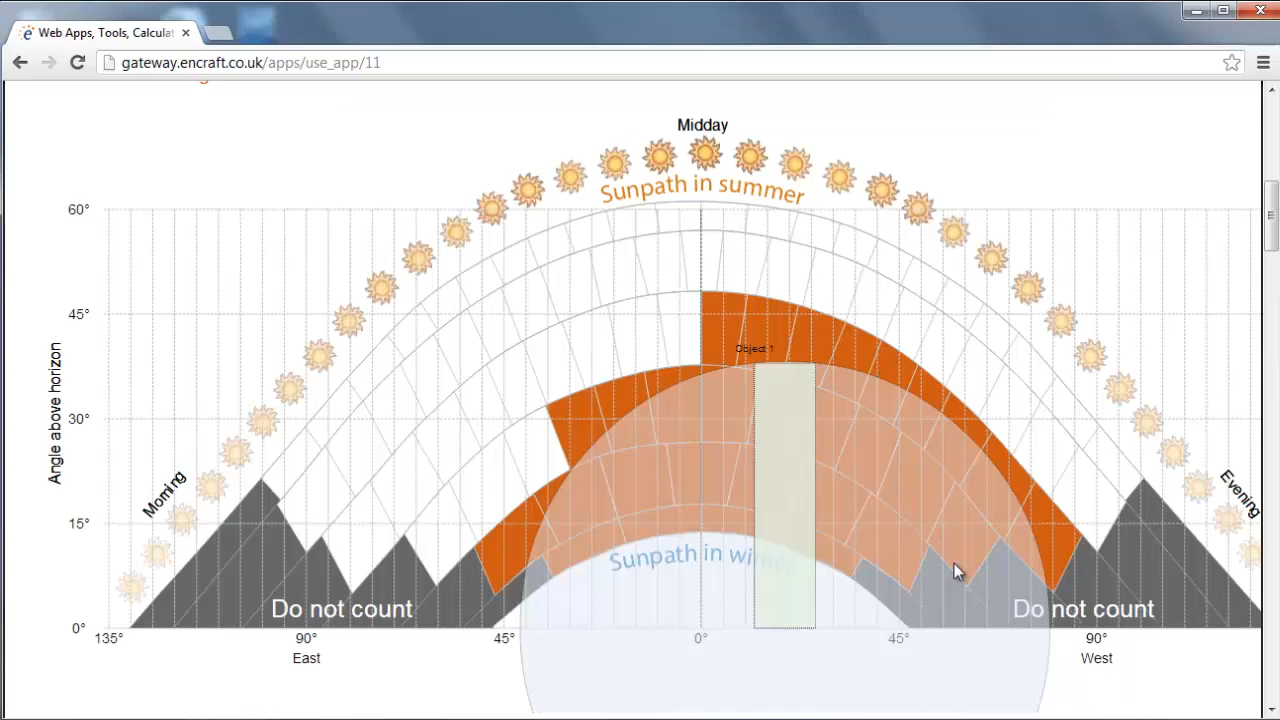 Web Apps, Tools, Calculat
gateway.encraft.co.uk/apps/use_app/11
Midday
Sunpath in summer
60°
45°
Object 1
Angle above horizon
30°
Morning
Evening
15°
Sunpath in
Do not count
Do not count
0°
135°
90°
45°
0°
45°
90°
East
West